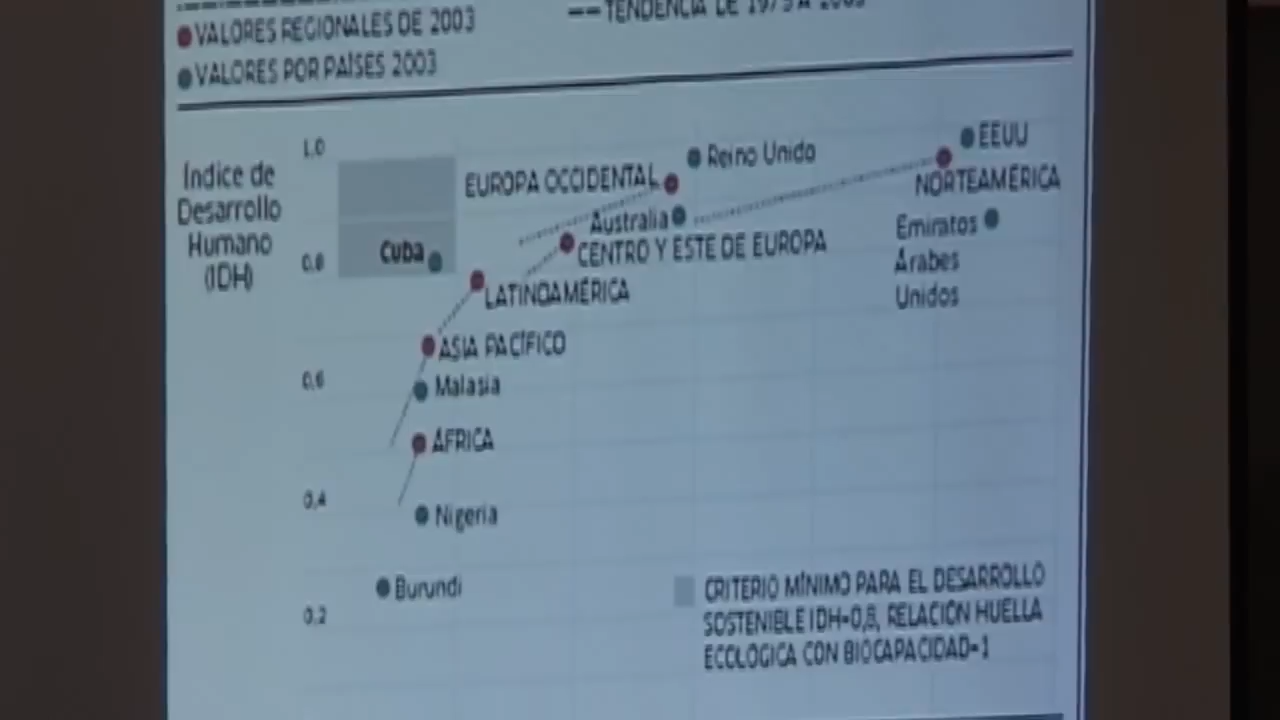 VALORES REGIONALES DE 2003
TENDENCIA DE 1975 A 2003
VALORES POR PAÍSES 2003
Índice de
Desarrollo
Humano
(IDH)
1.0
0.8
0.6
0.4
0.2
Reino Unido
EEUU
EUROPA OCCIDENTAL
NORTEAMÉRICA
Australia
Emiratos
Árabes
Unidos
Cuba
CENTRO Y ESTE DE EUROPA
LATINOAMÉRICA
ASIA PACÍFICO
Malasia
ÁFRICA
Nigeria
Burundi
CRITERIO MÍNIMO PARA EL DESARROLLO
SOSTENIBLE IDH=0,8, RELACIÓN HUELLA
ECOLÓGICA CON BIOCAPACIDAD=1